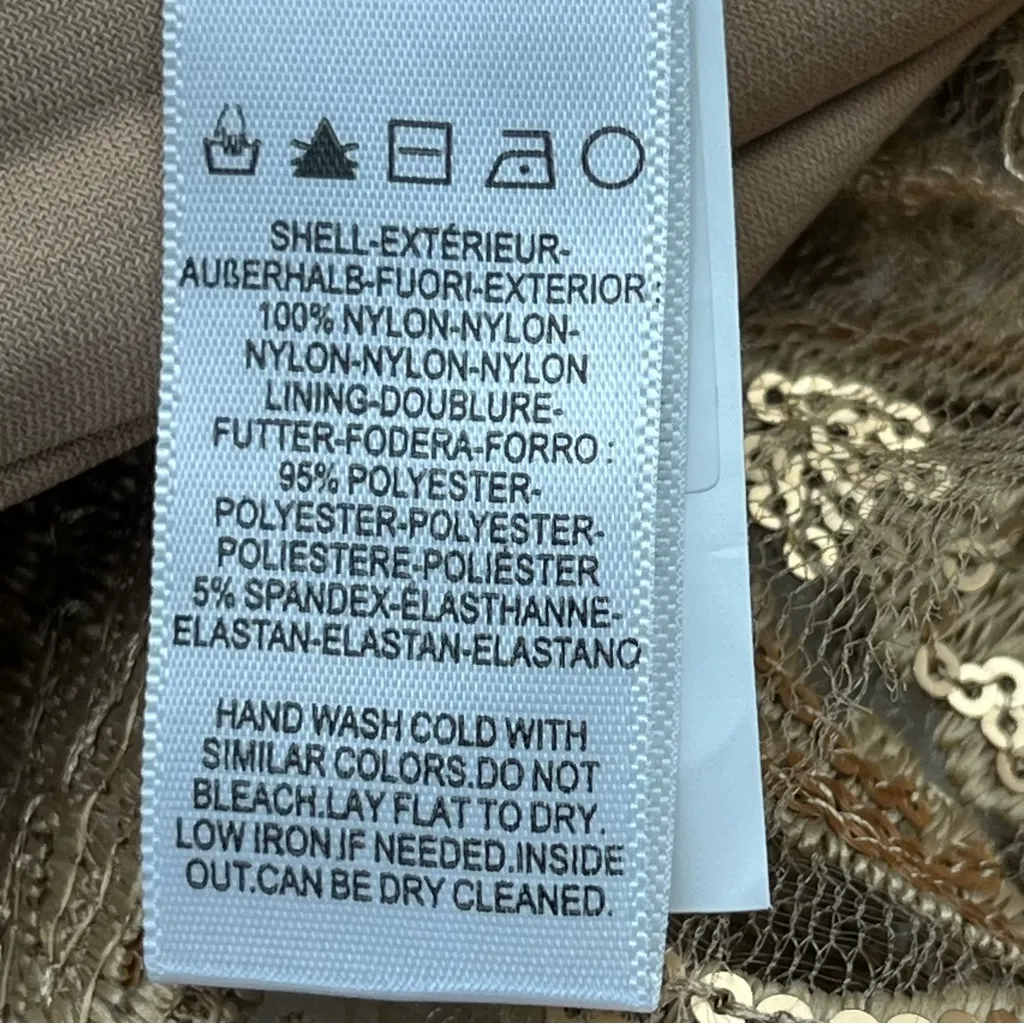 SHELL-EXTÉRIEUR-
AUßERHALB-FUORI-EXTERIOR :
100% NYLON-NYLON-
NYLON-NYLON-NYLON
LINING-DOUBLURE-
FUTTER-FODERA-FORRO :
95% POLYESTER-
POLYESTER-POLYESTER-
POLIESTERE-POLIÉSTER
5% SPANDEX-ÉLASTHANNE-
ELASTAN-ELASTAN-ELASTANO
HAND WASH COLD WITH
SIMILAR COLORS.DO NOT
BLEACH.LAY FLAT TO DRY.
LOW IRON.IF NEEDED.INSIDE
OUT.CAN BE DRY CLEANED.